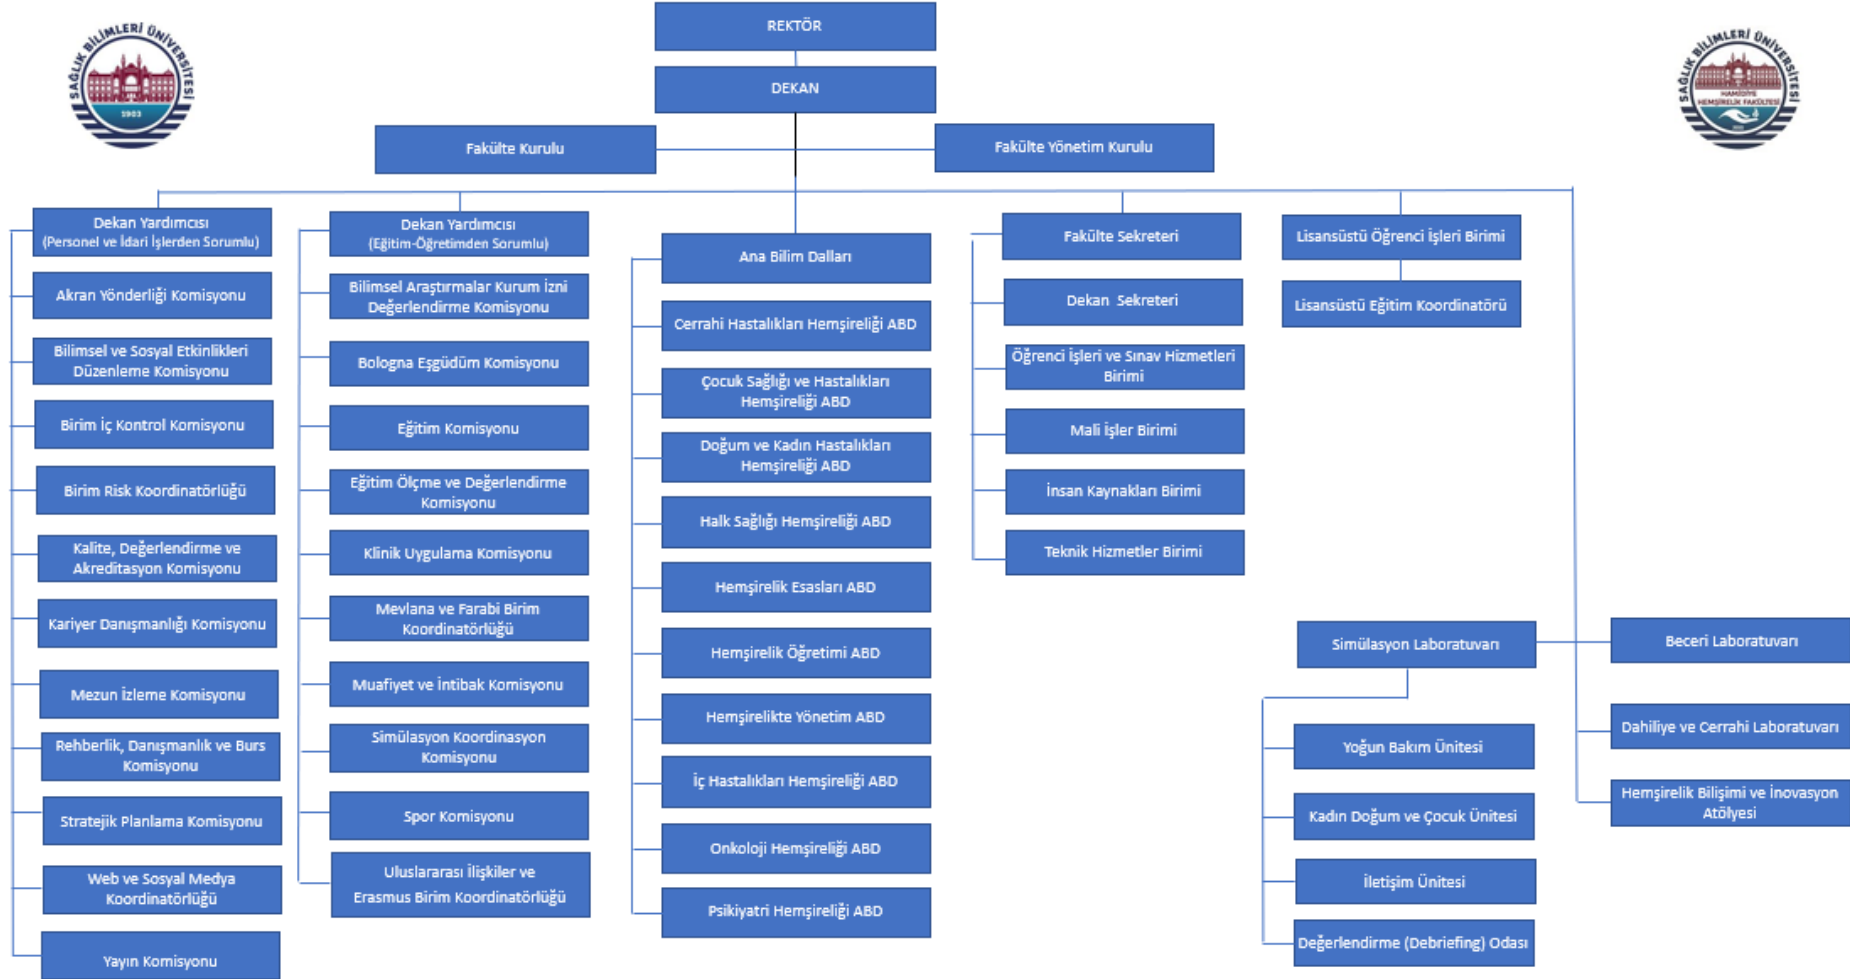 SAĞLIK BİLİMLERİ ÜNİVERSİTESİ
1903
REKTÖR
DEKAN
SAĞLIK BİLİMLERİ ÜNİVERSİTESİ
HAMİDİYE
HEMŞİRELİK FAKÜLTESİ
Fakülte Kurulu
Fakülte Yönetim Kurulu
Dekan Yardımcısı
(Personel ve İdari İşlerden Sorumlu)
Akran Yönderliği Komisyonu
Bilimsel ve Sosyal Etkinlikleri
Düzenleme Komisyonu
Birim İç Kontrol Komisyonu
Birim Risk Koordinatörlüğü
Kalite, Değerlendirme ve
Akreditasyon Komisyonu
Kariyer Danışmanlığı Komisyonu
Mezun İzleme Komisyonu
Rehberlik, Danışmanlık ve Burs
Komisyonu
Stratejik Planlama Komisyonu
Web ve Sosyal Medya
Koordinatörlüğü
Yayın Komisyonu
Dekan Yardımcısı
(Eğitim-Öğretimden Sorumlu)
Bilimsel Araştırmalar Kurum İzni
Değerlendirme Komisyonu
Bologna Eşgüdüm Komisyonu
Eğitim Komisyonu
Eğitim Ölçme ve Değerlendirme
Komisyonu
Klinik Uygulama Komisyonu
Mevlana ve Farabi Birim
Koordinatörlüğü
Muafiyet ve İntibak Komisyonu
Simülasyon Koordinasyon
Komisyonu
Spor Komisyonu
Uluslararası İlişkiler ve
Erasmus Birim Koordinatörlüğü
Ana Bilim Dalları
Cerrahi Hastalıkları Hemşireliği ABD
Çocuk Sağlığı ve Hastalıkları
Hemşireliği ABD
Doğum ve Kadın Hastalıkları
Hemşireliği ABD
Halk Sağlığı Hemşireliği ABD
Hemşirelik Esasları ABD
Hemşirelik Öğretimi ABD
Hemşirelikte Yönetim ABD
İç Hastalıkları Hemşireliği ABD
Onkoloji Hemşireliği ABD
Psikiyatri Hemşireliği ABD
Fakülte Sekreteri
Dekan Sekreteri
Öğrenci İşleri ve Sınav Hizmetleri
Birimi
Mali İşler Birimi
İnsan Kaynakları Birimi
Teknik Hizmetler Birimi
Lisansüstü Öğrenci İşleri Birimi
Lisansüstü Eğitim Koordinatörü
Simülasyon Laboratuvarı
Yoğun Bakım Ünitesi
Kadın Doğum ve Çocuk Ünitesi
İletişim Ünitesi
Değerlendirme (Debriefing) Odası
Beceri Laboratuvarı
Dahiliye ve Cerrahi Laboratuvarı
Hemşirelik Bilişimi ve İnovasyon
Atölyesi